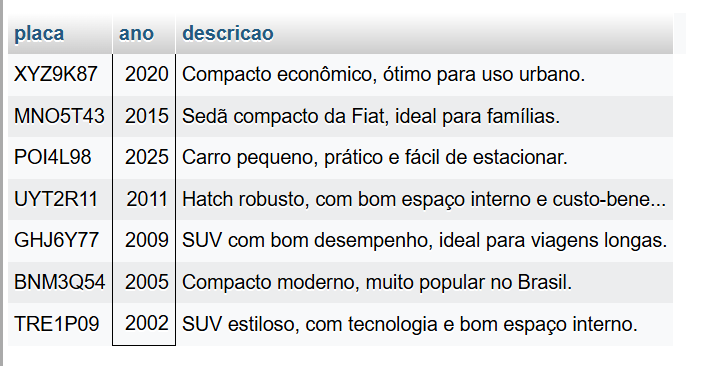 placa ano descricao
XYZ9K87 2020 Compacto econômico, ótimo para uso urbano.
MNO5T43 2015 Sedã compacto da Fiat, ideal para famílias.
POI4L98 2025 Carro pequeno, prático e fácil de estacionar.
UYT2R11 2011 Hatch robusto, com bom espaço interno e custo-bene...
GHJ6Y77 2009 SUV com bom desempenho, ideal para viagens longas.
BNM3Q54 2005 Compacto moderno, muito popular no Brasil.
TRE1P09 2002 SUV estiloso, com tecnologia e bom espaço interno.